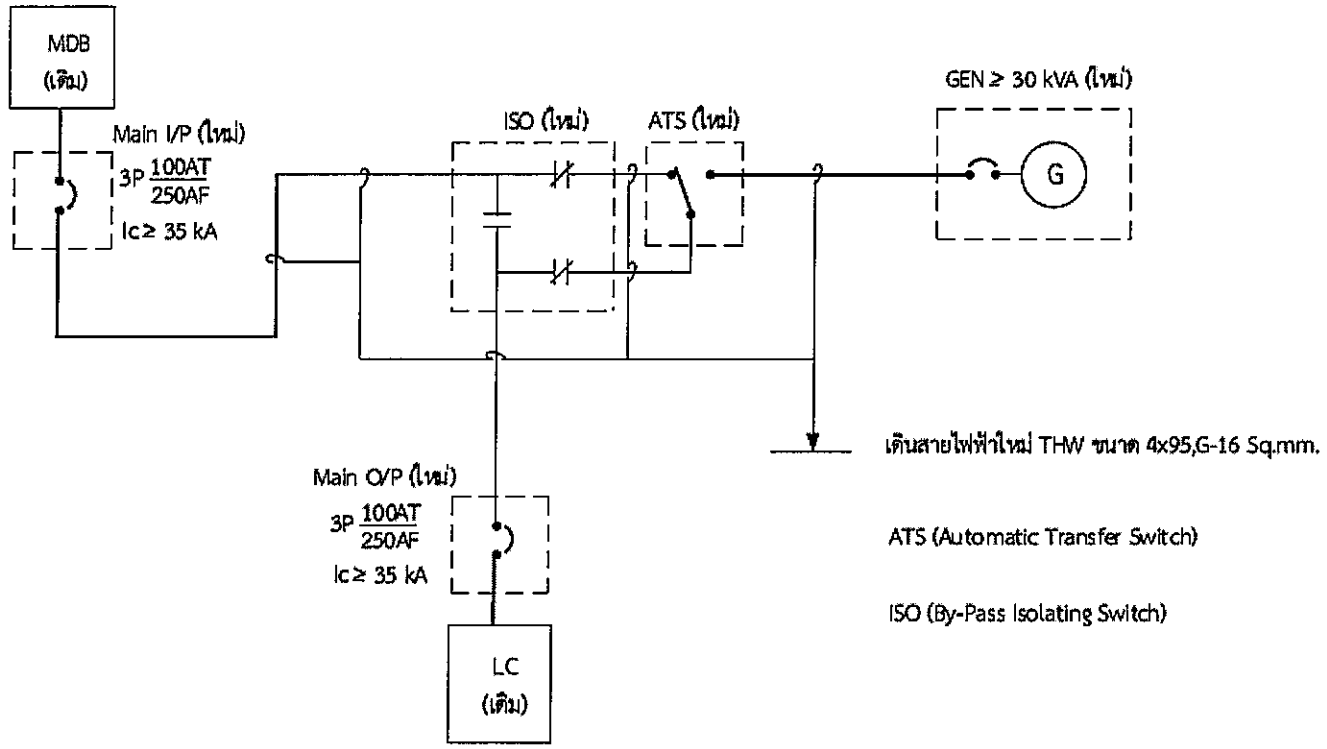 MDB
(เดิม)
Main I/P (ใหม่)
3P 100AT
250AF
Ic ≥ 35 kA
ISO (ใหม่)
ATS (ใหม่)
GEN ≥ 30 kVA (ใหม่)
G
Main O/P (ใหม่)
3P 100AT
250AF
Ic ≥ 35 kA
LC
(เดิม)
เดินสายไฟฟ้าใหม่ THW ขนาด 4x95,G-16 Sq.mm.
ATS (Automatic Transfer Switch)
ISO (By-Pass Isolating Switch)